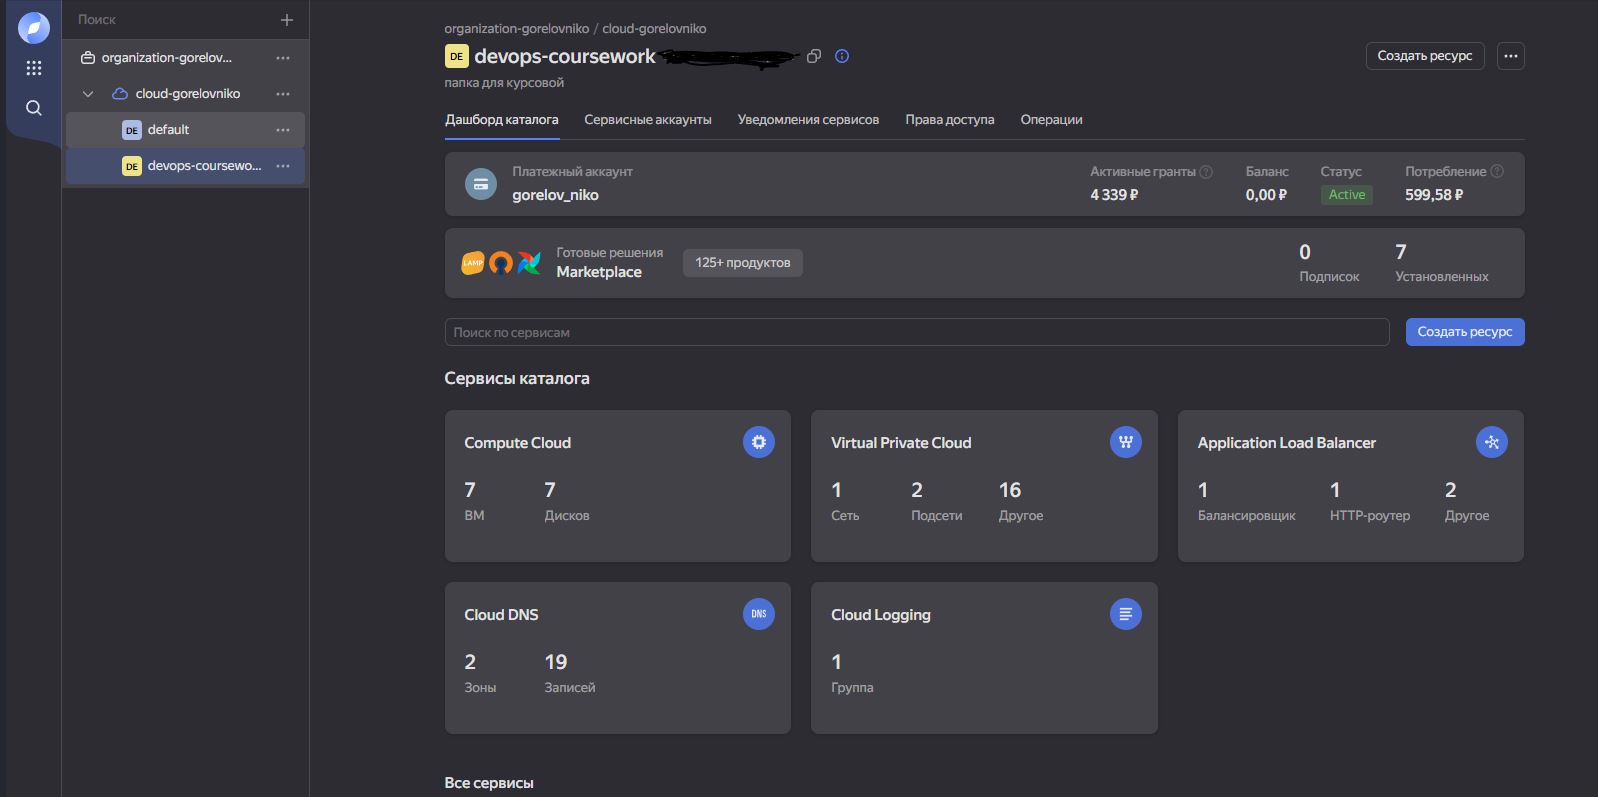 Поиск
organization-gorelov...
cloud-gorelovniko
DE default
DE devops-coursewo...
organization-gorelovniko / cloud-gorelovniko
DE devops-coursework
папка для курсовой
Создать ресурс
Дашборд каталога Сервисные аккаунты Уведомления сервисов Права доступа Операции
Платежный аккаунт
gorelov_niko
Активные гранты
4 339 ₽
Баланс
0,00 ₽
Статус
Active
Потребление
599,58 ₽
LAMP
Готовые решения
Marketplace
125+ продуктов
0
Подписок
7
Установленных
Поиск по сервисам
Создать ресурс
Сервисы каталога
Compute Cloud
7
ВМ
7
Дисков
Virtual Private Cloud
1
Сеть
2
Подсети
16
Другое
Application Load Balancer
1
Балансировщик
1
HTTP-роутер
2
Другое
Cloud DNS
DNS
2
Зоны
19
Записей
Cloud Logging
1
Группа
Все сервисы